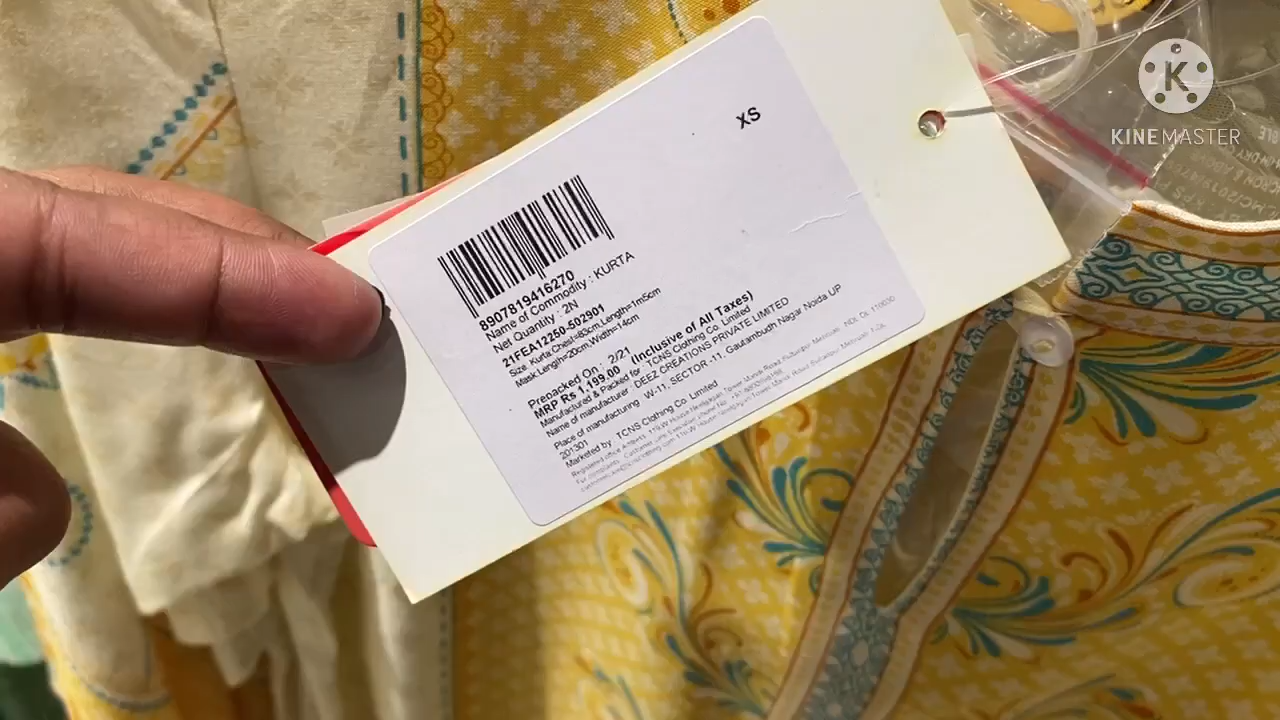 XS
8907819416270
Name of Commodity : KURTA
Net Quantity : 2N
21FEA12250-502901
Size. Kurta Chest=83cm,Length=1m5cm
Mask,Length=20cm,Width=14cm
Prepacked On : 2/21
MRP Rs 1,199.00 (Inclusive of All Taxes)
Manufactured & Packed for : TCNS Clothing Co. Limited
Name of manufacturer : DEEZ CREATIONS PRIVATE LIMITED
Place of manufacturing W-11, SECTOR -11, Gautambudh Nagar Noida UP
201301
Marketed by TCNS Clothing Co. Limited
KINEMASTER
K